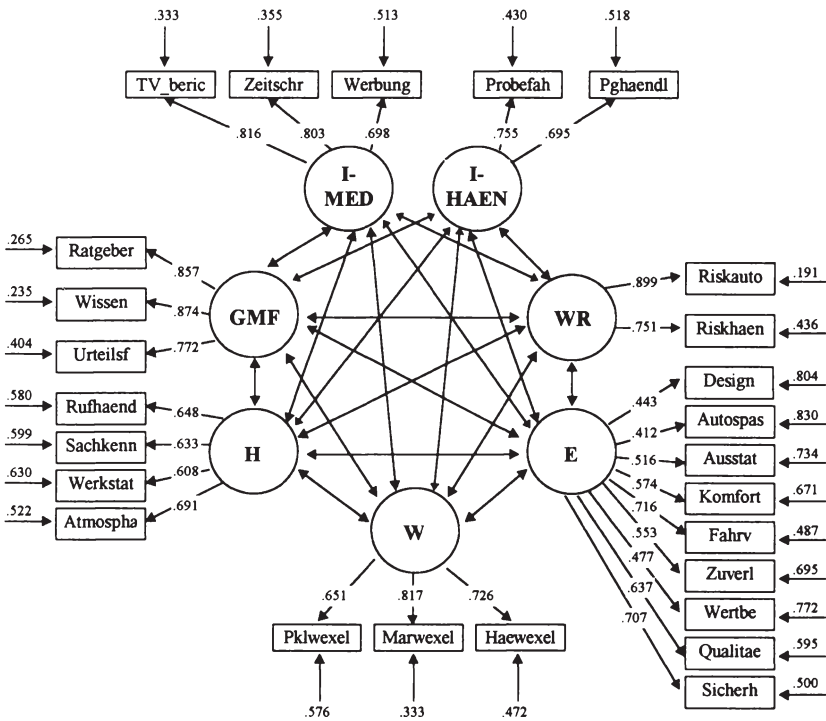 .333 .355 .513 .430 .518
TV_beric Zeitschr Werbung Probefah Pghaendl
.816 .803 .698 .755 .695
I-
MED
I-
HAEN
.265 Ratgeber .857
.235 Wissen .874
.404 Urteilsf .772
GMF
WR
.899 Riskauto .191
.751 Riskhaen .436
.580 Rufhaend .648
.599 Sachkenn .633
.630 Werkstat .608
.522 Atmospha .691
H
E
.443 Design .804
.412 Autospas .830
.516 Ausstat .734
.574 Komfort .671
.716 Fahrv .487
.553 Zuverl .695
.477 Wertbe .772
.637 Qualitae .595
.707 Sicherh .500
W
.651 .817 .726
Pklwexel Marwexel Haewexel
.576 .333 .472